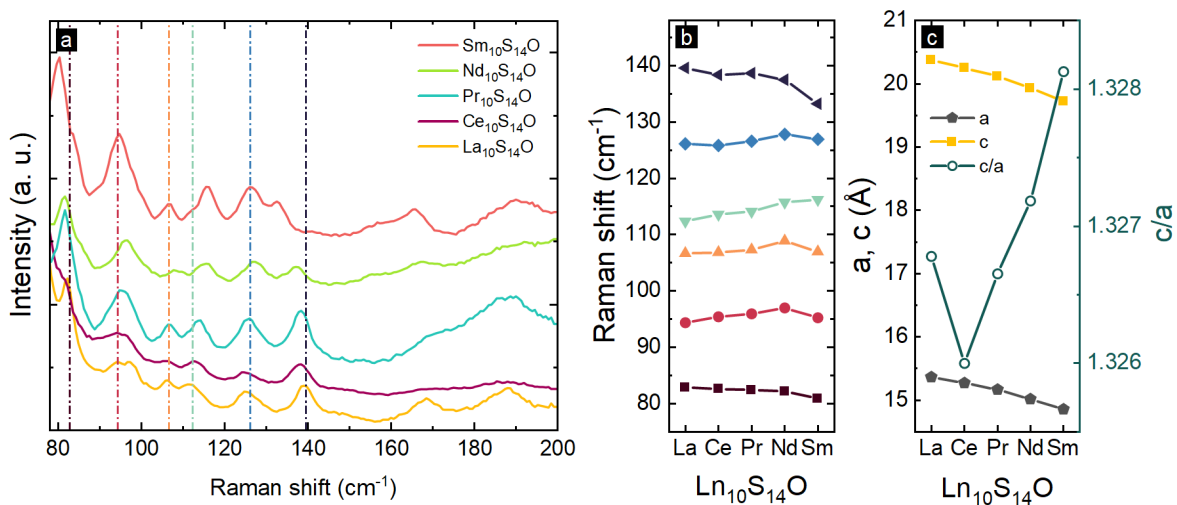 a
Sm10S14O
Nd10S14O
Pr10S14O
Ce10S14O
La10S14O
Intensity (a. u.)
80 100 120 140 160 180 200
Raman shift (cm-1)
b
140
130
120
110
100
90
80
Raman shift (cm-1)
La Ce Pr Nd Sm
Ln10S14O
c
21
20
19
18
17
16
15
a, c (Å)
a
c
c/a
1.328
1.327
1.326
c/a
La Ce Pr Nd Sm
Ln10S14O